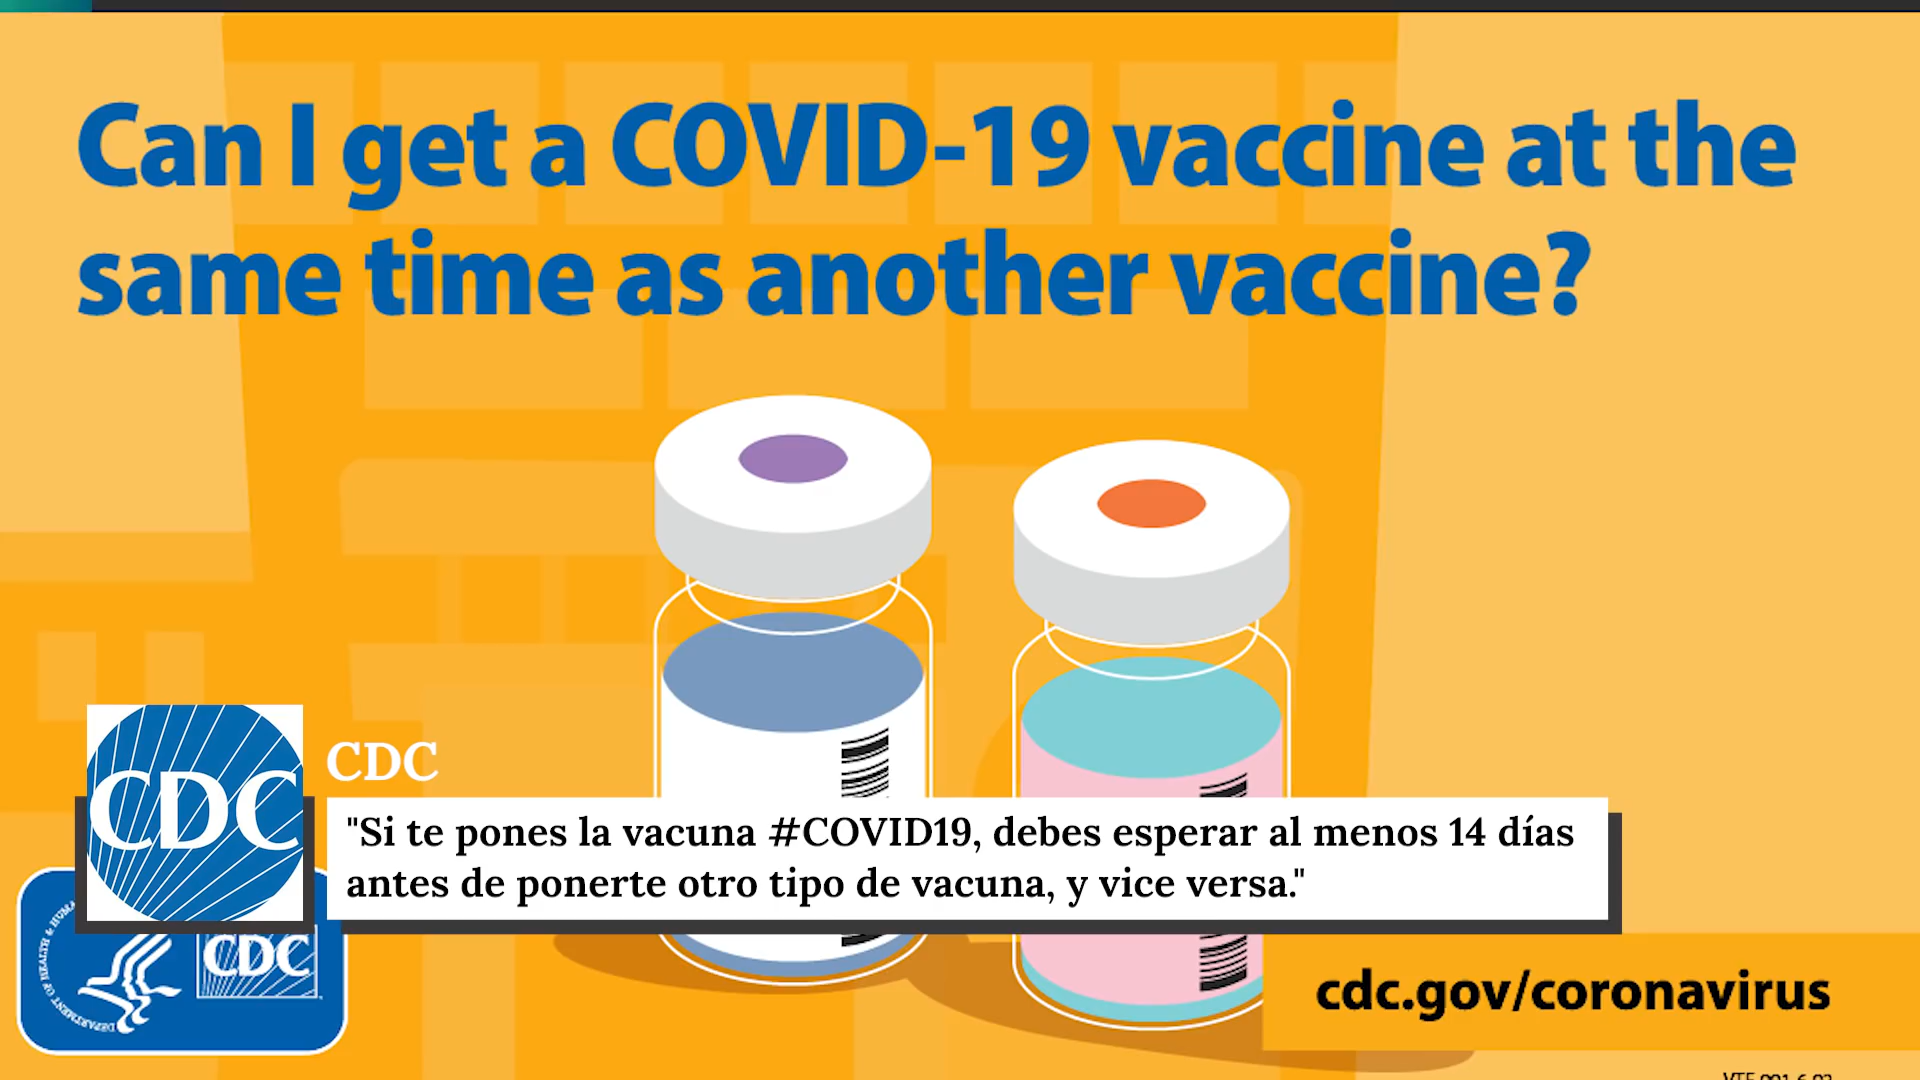 Can I get a COVID-19 vaccine at the
same time as another vaccine?
CDC
CDC
"Si te pones la vacuna #COVID19, debes esperar al menos 14 días
antes de ponerte otro tipo de vacuna, y vice versa."
CDC
cdc.gov/coronavirus